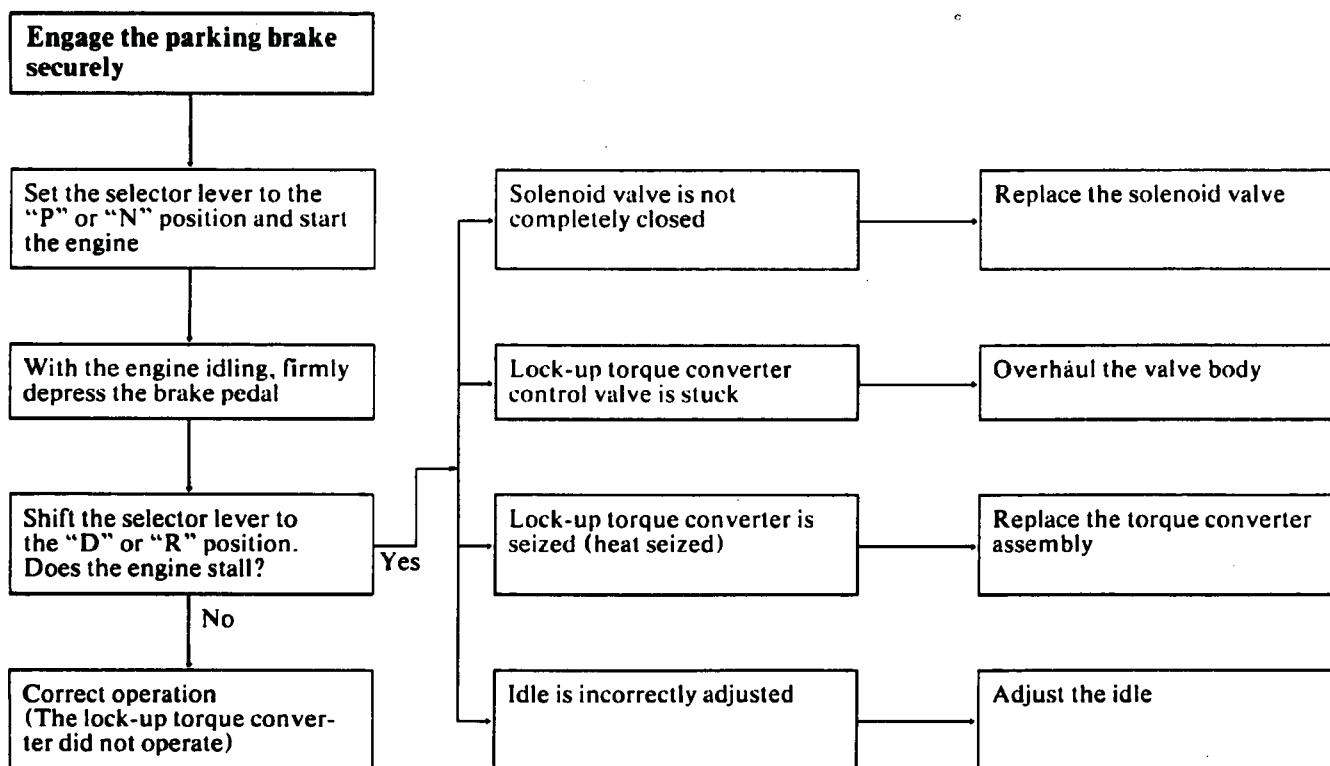 Engage the parking brake
securely
Set the selector lever to the
“P” or “N” position and start
the engine
With the engine idling, firmly
depress the brake pedal
Shift the selector lever to
the “D” or “R” position.
Does the engine stall?
Yes
No
Correct operation
(The lock-up torque conver-
ter did not operate)
Solenoid valve is not
completely closed
Replace the solenoid valve
Lock-up torque converter
control valve is stuck
Overhaul the valve body
Lock-up torque converter is
seized (heat seized)
Replace the torque converter
assembly
Idle is incorrectly adjusted
Adjust the idle